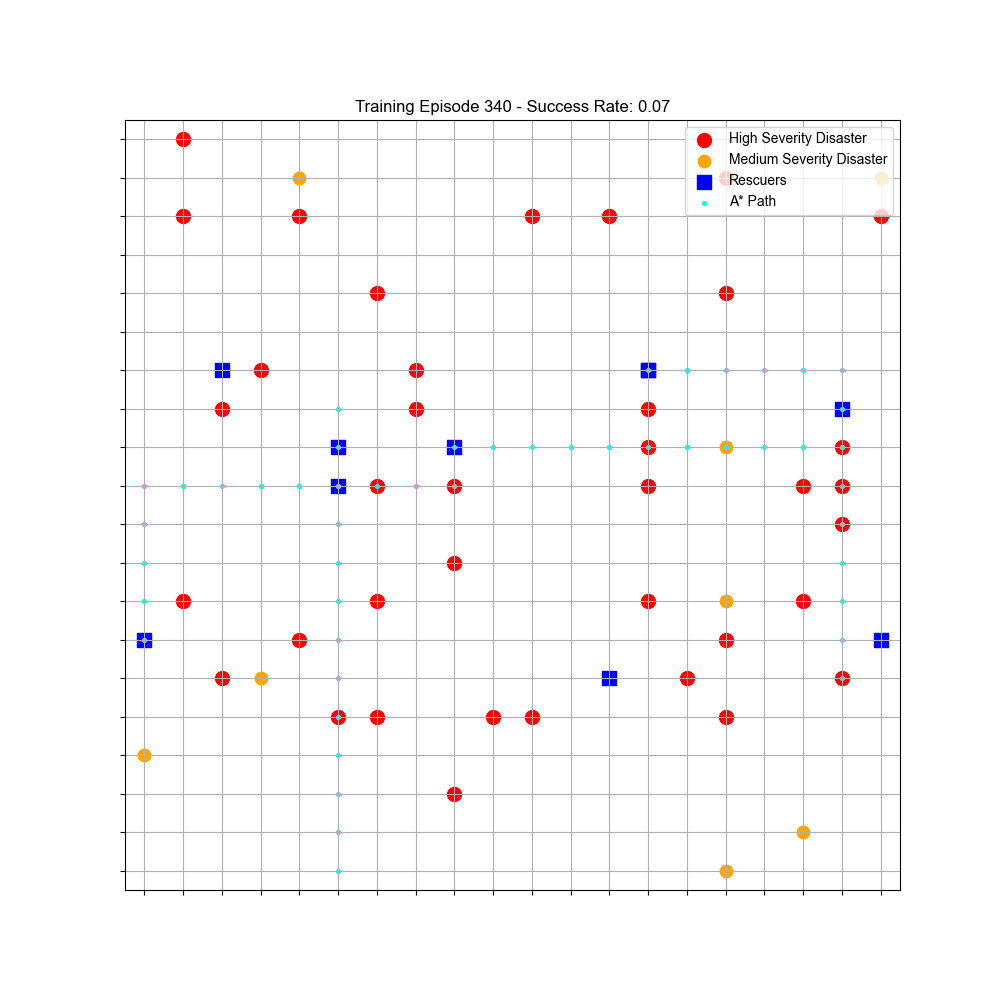 Training Episode 340 - Success Rate: 0.07
High Severity Disaster
Medium Severity Disaster
Rescuers
A* Path